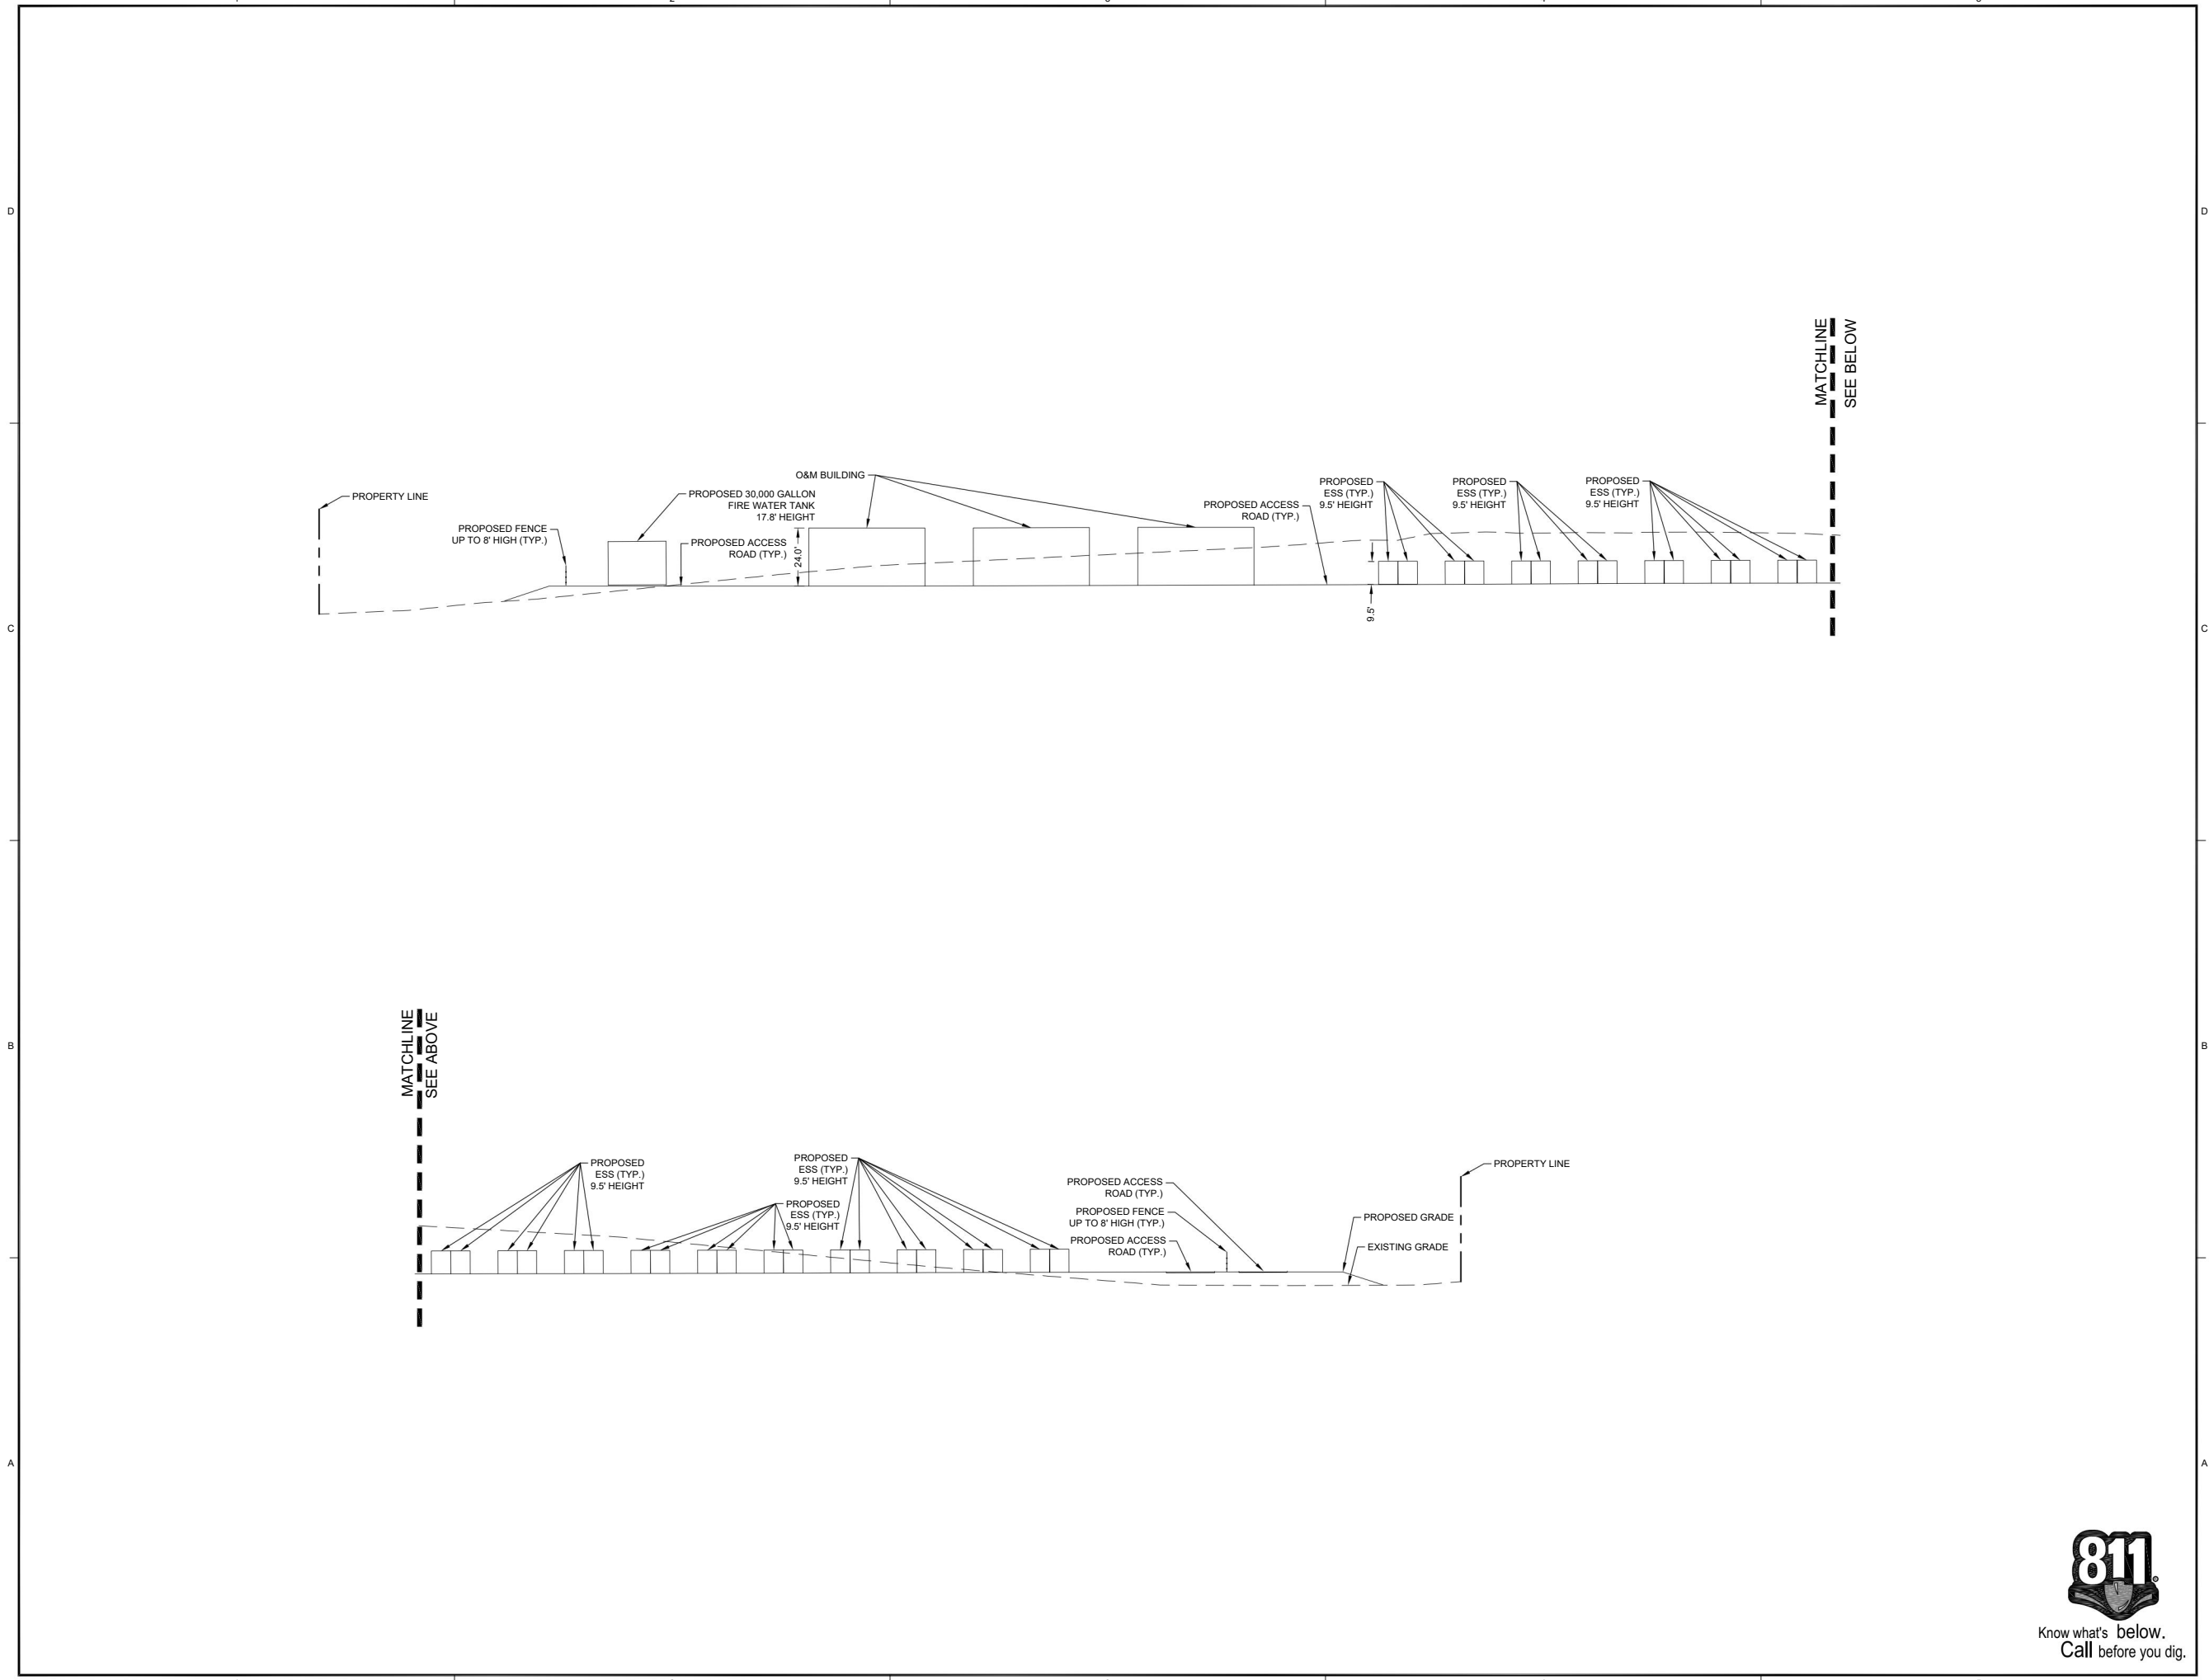 D
D
MATCHLINE
SEE BELOW
PROPERTY LINE
PROPOSED FENCE
UP TO 8' HIGH (TYP.)
PROPOSED 30,000 GALLON
FIRE WATER TANK
17.8' HEIGHT
PROPOSED ACCESS
ROAD (TYP.)
24.0'
O&M BUILDING
PROPOSED ACCESS
ROAD (TYP.)
PROPOSED
ESS (TYP.)
9.5' HEIGHT
PROPOSED
ESS (TYP.)
9.5' HEIGHT
PROPOSED
ESS (TYP.)
9.5' HEIGHT
9.5'
C
C
MATCHLINE
SEE ABOVE
B
B
PROPOSED
ESS (TYP.)
9.5' HEIGHT
PROPOSED
ESS (TYP.)
9.5' HEIGHT
PROPOSED
ESS (TYP.)
9.5' HEIGHT
PROPOSED ACCESS
ROAD (TYP.)
PROPOSED FENCE
UP TO 8' HIGH (TYP.)
PROPOSED ACCESS
ROAD (TYP.)
PROPERTY LINE
PROPOSED GRADE
EXISTING GRADE
A
A
811
Know what's below.
Call before you dig.